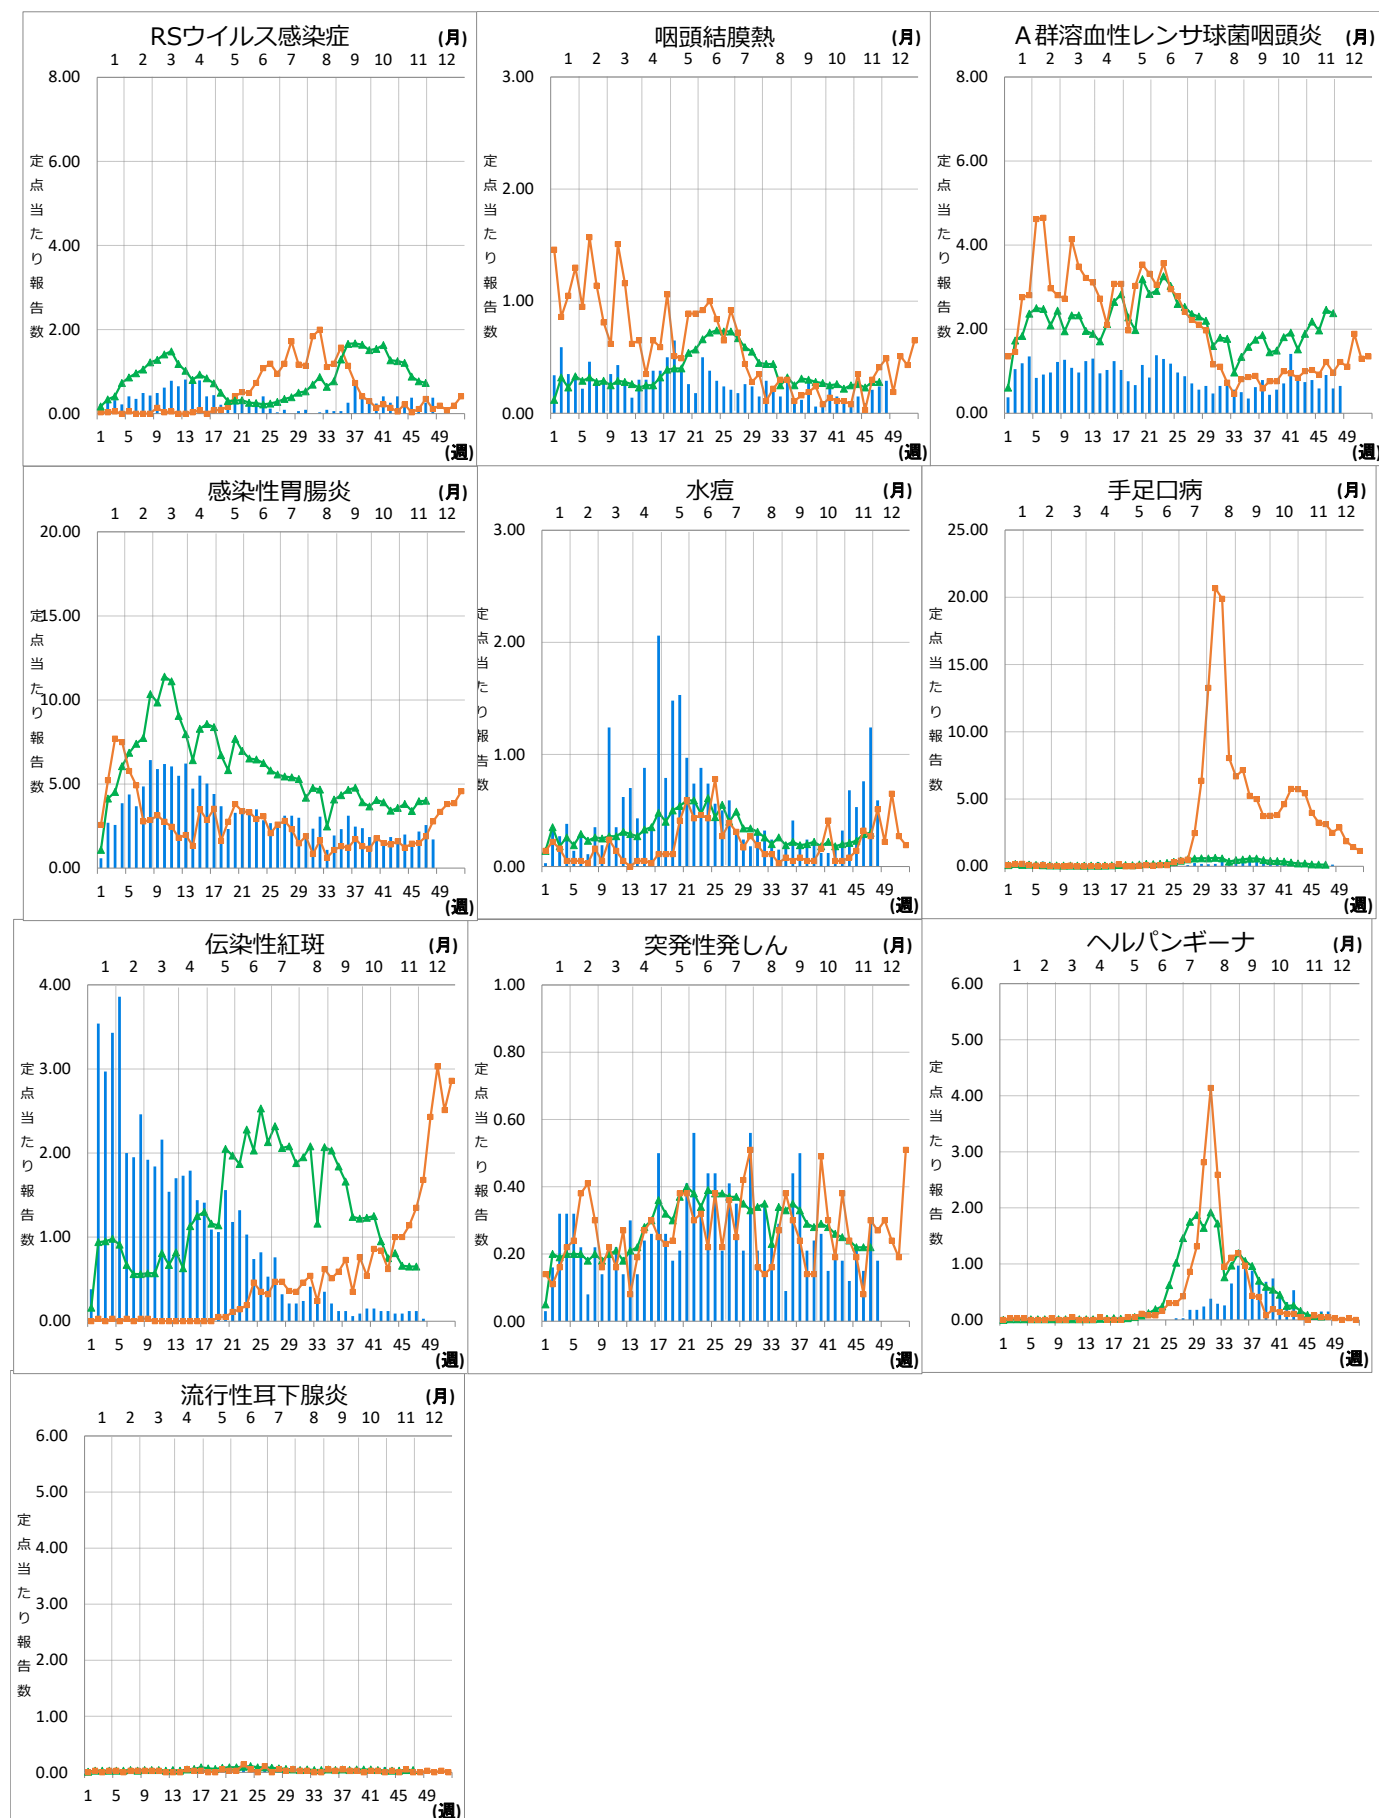 RSウイルス感染症 (月)
1 2 3 4 5 6 7 8 9 10 11 12
8.00
6.00
4.00
2.00
0.00
定点当たり報告数
1 5 9 13 17 21 25 29 33 37 41 45 49
(週)
咽頭結膜熱 (月)
1 2 3 4 5 6 7 8 9 10 11 12
3.00
2.00
1.00
0.00
定点当たり報告数
1 5 9 13 17 21 25 29 33 37 41 45 49
(週)
A群溶血性レンサ球菌咽頭炎 (月)
1 2 3 4 5 6 7 8 9 10 11 12
8.00
6.00
4.00
2.00
0.00
定点当たり報告数
1 5 9 13 17 21 25 29 33 37 41 45 49
(週)
感染性胃腸炎 (月)
1 2 3 4 5 6 7 8 9 10 11 12
20.00
15.00
10.00
5.00
0.00
定点当たり報告数
1 5 9 13 17 21 25 29 33 37 41 45 49
(週)
水痘 (月)
1 2 3 4 5 6 7 8 9 10 11 12
3.00
2.00
1.00
0.00
定点当たり報告数
1 5 9 13 17 21 25 29 33 37 41 45 49
(週)
手足口病 (月)
1 2 3 4 5 6 7 8 9 10 11 12
25.00
20.00
15.00
10.00
5.00
0.00
定点当たり報告数
1 5 9 13 17 21 25 29 33 37 41 45 49
(週)
伝染性紅斑 (月)
1 2 3 4 5 6 7 8 9 10 11 12
4.00
3.00
2.00
1.00
0.00
定点当たり報告数
1 5 9 13 17 21 25 29 33 37 41 45 49
(週)
突発性発しん (月)
1 2 3 4 5 6 7 8 9 10 11 12
1.00
0.80
0.60
0.40
0.20
0.00
定点当たり報告数
1 5 9 13 17 21 25 29 33 37 41 45 49
(週)
ヘルパンギーナ (月)
1 2 3 4 5 6 7 8 9 10 11 12
6.00
5.00
4.00
3.00
2.00
1.00
0.00
定点当たり報告数
1 5 9 13 17 21 25 29 33 37 41 45 49
(週)
流行性耳下腺炎 (月)
1 2 3 4 5 6 7 8 9 10 11 12
6.00
5.00
4.00
3.00
2.00
1.00
0.00
定点当たり報告数
1 5 9 13 17 21 25 29 33 37 41 45 49
(週)